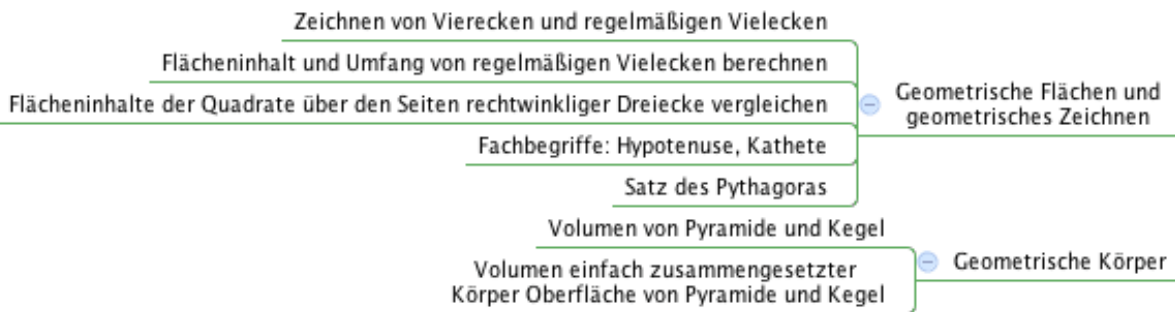 Zeichnen von Vierecken und regelmäßigen Vielecken
Flächeninhalt und Umfang von regelmäßigen Vielecken berechnen
Flächeninhalte der Quadrate über den Seiten rechtwinkliger Dreiecke vergleichen
Fachbegriffe: Hypotenuse, Kathete
Satz des Pythagoras
Geometrische Flächen und
geometrisches Zeichnen
Volumen von Pyramide und Kegel
Volumen einfach zusammengesetzter
Körper Oberfläche von Pyramide und Kegel
Geometrische Körper